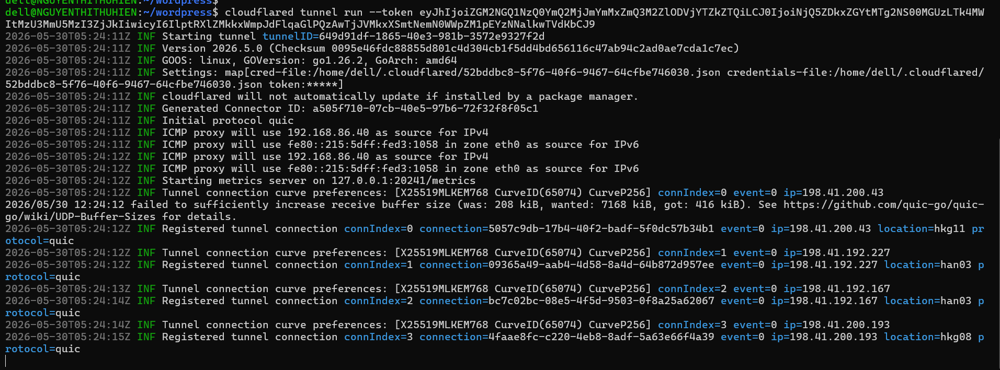 dell@NGUYENTHITHUHIEN:~/wordpress$
dell@NGUYENTHITHUHIEN:~/wordpress$ cloudflared tunnel run --token eyJhIjoiZGM2NGQ1NzQ0YmQ2MjJmYmMxZmQ3M2ZlODVjYTZkZTQiLCJ0IjoiNjQ5ZDkxZGYtMTg2NS00MGUzLTk4MW
ItMzU3MmU5MzI3ZjJkIiwicyI6IlptRXlZMkkxWmpJdFlqaGlPQzAwTjJVMkxXSmtNemN0WWpZM1pEYzNNalkwTVdKbCJ9
2026-05-30T05:24:11Z INF Starting tunnel tunnelID=649d91df-1865-40e3-981b-3572e9327f2d
2026-05-30T05:24:11Z INF Version 2026.5.0 (Checksum 0095e46fdc88855d801c4d304cb1f5dd4bd656116c47ab94c2ad0ae7cda1c7ec)
2026-05-30T05:24:11Z INF GOOS: linux, GOVersion: go1.26.2, GoArch: amd64
2026-05-30T05:24:11Z INF Settings: map[cred-file:/home/dell/.cloudflared/52bddbc8-5f76-40f6-9467-64cfbe746030.json credentials-file:/home/dell/.cloudflared/
52bddbc8-5f76-40f6-9467-64cfbe746030.json token:*****]
2026-05-30T05:24:11Z INF cloudflared will not automatically update if installed by a package manager.
2026-05-30T05:24:11Z INF Generated Connector ID: a505f710-07cb-40e5-97b6-72f32f8f05c1
2026-05-30T05:24:11Z INF Initial protocol quic
2026-05-30T05:24:11Z INF ICMP proxy will use 192.168.86.40 as source for IPv4
2026-05-30T05:24:11Z INF ICMP proxy will use fe80::215:5dff:fed3:1058 in zone eth0 as source for IPv6
2026-05-30T05:24:12Z INF ICMP proxy will use 192.168.86.40 as source for IPv4
2026-05-30T05:24:12Z INF ICMP proxy will use fe80::215:5dff:fed3:1058 in zone eth0 as source for IPv6
2026-05-30T05:24:12Z INF Starting metrics server on 127.0.0.1:20241/metrics
2026-05-30T05:24:12Z INF Tunnel connection curve preferences: [X25519MLKEM768 CurveID(65074) CurveP256] connIndex=0 event=0 ip=198.41.200.43
2026/05/30 12:24:12 failed to sufficiently increase receive buffer size (was: 208 kiB, wanted: 7168 kiB, got: 416 kiB). See https://github.com/quic-go/quic-
go/wiki/UDP-Buffer-Sizes for details.
2026-05-30T05:24:12Z INF Registered tunnel connection connIndex=0 connection=5057c9db-17b4-40f2-badf-5f0dc57b34b1 event=0 ip=198.41.200.43 location=hkg11 pr
otocol=quic
2026-05-30T05:24:12Z INF Tunnel connection curve preferences: [X25519MLKEM768 CurveID(65074) CurveP256] connIndex=1 event=0 ip=198.41.192.227
2026-05-30T05:24:12Z INF Registered tunnel connection connIndex=1 connection=09365a49-aab4-4d58-8a4d-64b872d957ee event=0 ip=198.41.192.227 location=han03 p
rotocol=quic
2026-05-30T05:24:13Z INF Tunnel connection curve preferences: [X25519MLKEM768 CurveID(65074) CurveP256] connIndex=2 event=0 ip=198.41.192.167
2026-05-30T05:24:14Z INF Registered tunnel connection connIndex=2 connection=bc7c02bc-08e5-4f5d-9503-0f8a25a62067 event=0 ip=198.41.192.167 location=han03 p
rotocol=quic
2026-05-30T05:24:14Z INF Tunnel connection curve preferences: [X25519MLKEM768 CurveID(65074) CurveP256] connIndex=3 event=0 ip=198.41.200.193
2026-05-30T05:24:15Z INF Registered tunnel connection connIndex=3 connection=4faae8fc-c220-4eb8-8adf-5a63e66f4a39 event=0 ip=198.41.200.193 location=hkg08 p
rotocol=quic